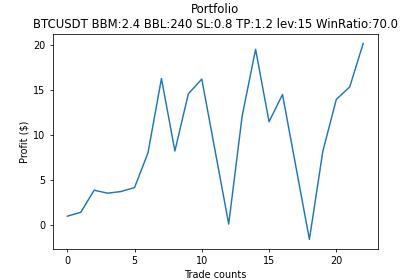 Portfolio
BTCUSDT BBM:2.4 BBL:240 SL:0.8 TP:1.2 lev:15 WinRatio:70.0
20
15
10
5
0
Profit ($)
0 5 10 15 20
Trade counts